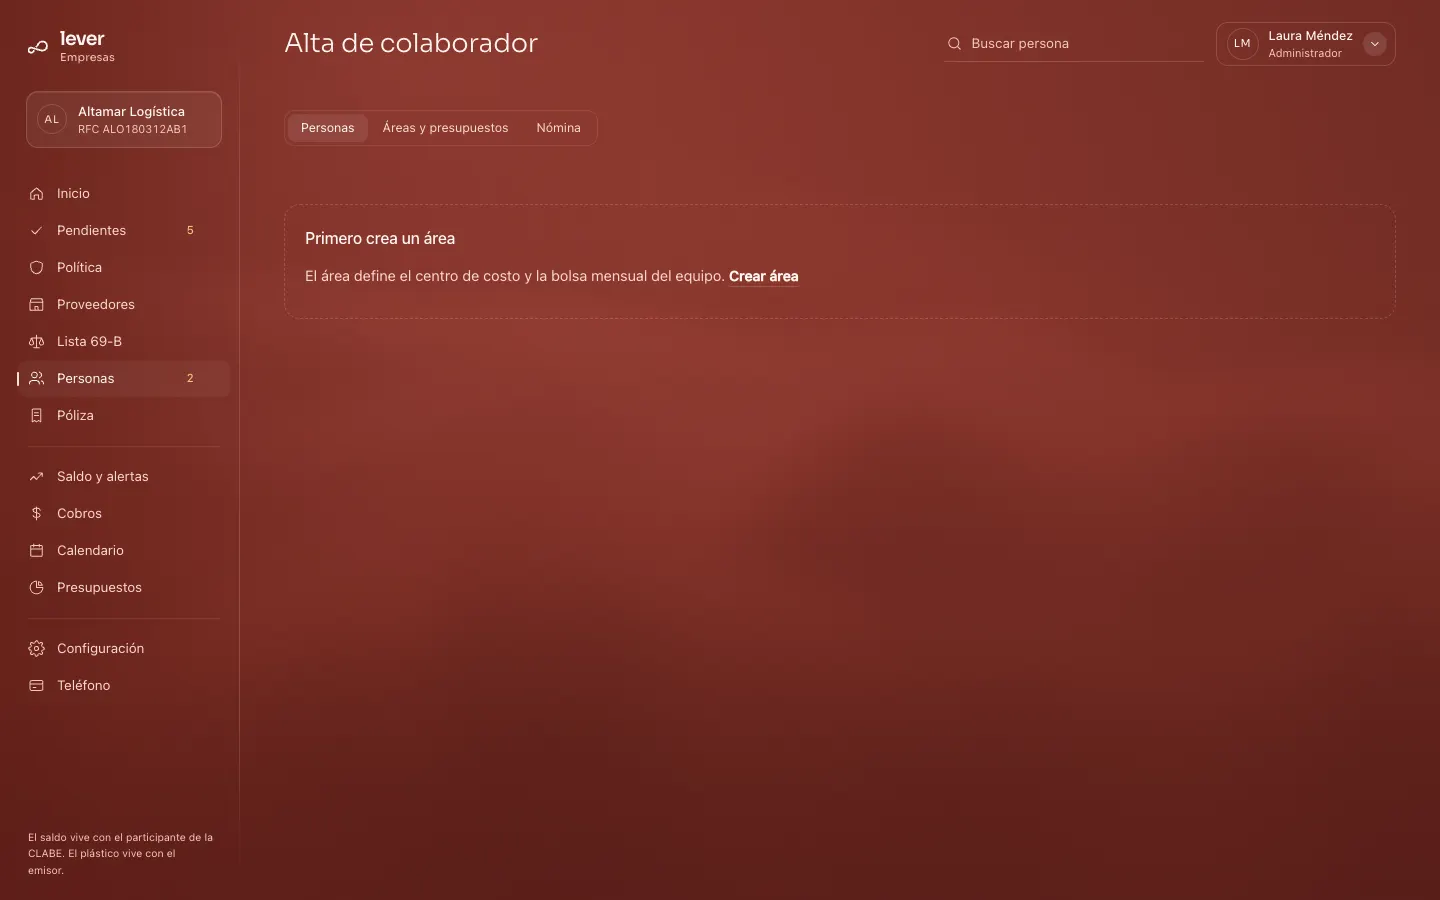 lever
Empresas
AL
Altamar Logística
RFC ALO180312AB1
Inicio
Pendientes 5
Política
Proveedores
Lista 69-B
Personas 2
Póliza
Saldo y alertas
Cobros
Calendario
Presupuestos
Configuración
Teléfono
El saldo vive con el participante de la
CLABE. El plástico vive con el
emisor.
Alta de colaborador
Buscar persona
LM
Laura Méndez
Administrador
Personas Áreas y presupuestos Nómina
Primero crea un área
El área define el centro de costo y la bolsa mensual del equipo. Crear área